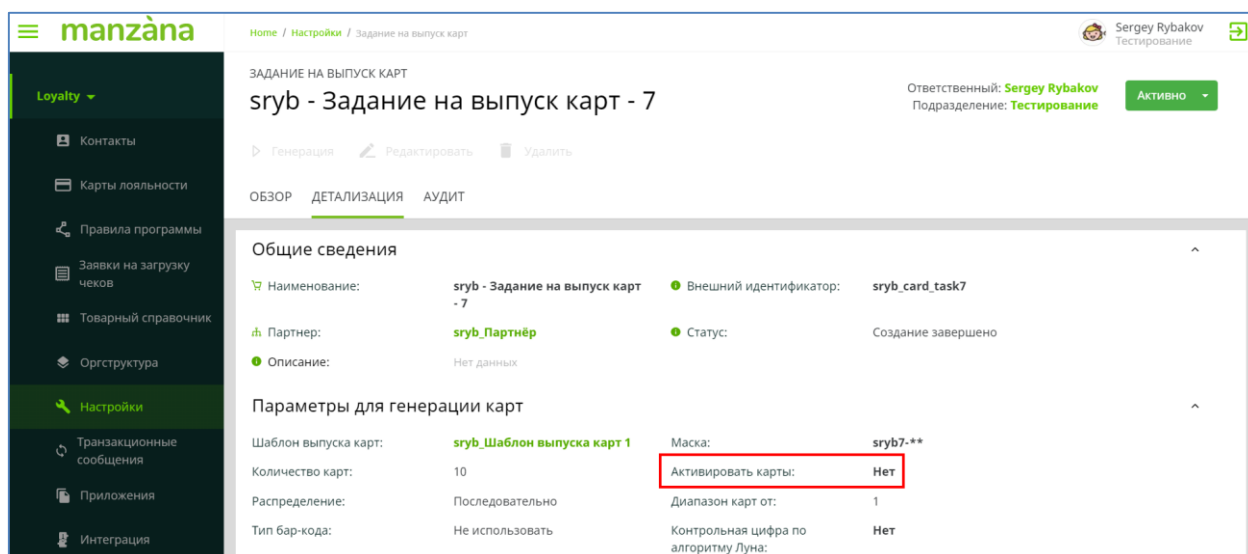 manzàna
Home / Настройки / Задание на выпуск карт
Sergey Rybakov
Тестирование
Loyalty
Контакты
Карты лояльности
Правила программы
Заявки на загрузку
чеков
Товарный справочник
Оргструктура
Настройки
Транзакционные
сообщения
Приложения
Интеграция
ЗАДАНИЕ НА ВЫПУСК КАРТ
sryb - Задание на выпуск карт - 7
Ответственный: Sergey Rybakov
Подразделение: Тестирование
Активно
Генерация Редактировать Удалить
ОБЗОР ДЕТАЛИЗАЦИЯ АУДИТ
Общие сведения
Наименование: sryb - Задание на выпуск карт
- 7
Внешний идентификатор: sryb_card_task7
Партнер: sryb_Партнёр Статус: Создание завершено
Описание: Нет данных
Параметры для генерации карт
Шаблон выпуска карт: sryb_Шаблон выпуска карт 1 Маска: sryb7-**
Количество карт: 10 Активировать карты: Нет
Распределение: Последовательно Диапазон карт от: 1
Тип бар-кода: Не использовать Контрольная цифра по
алгоритму Луна: Нет